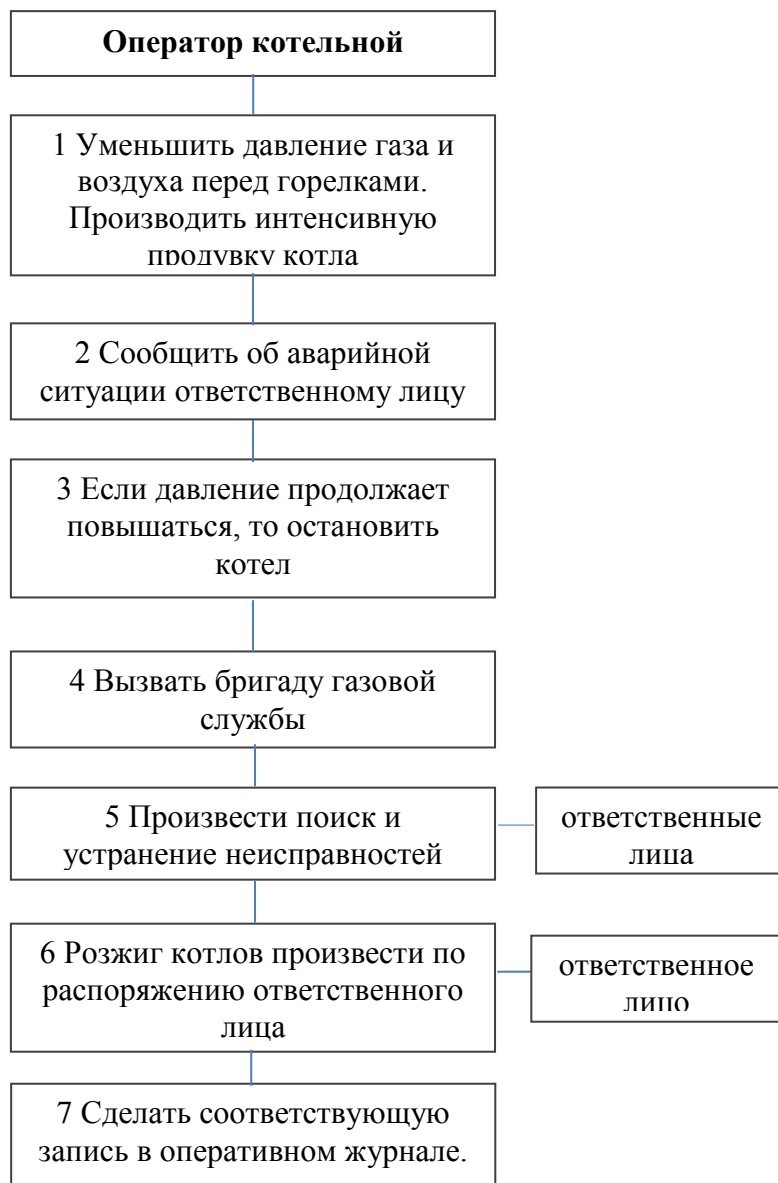 Оператор котельной
1 Уменьшить давление газа и
воздуха перед горелками.
Производить интенсивную
продувку котла
2 Сообщить об аварийной
ситуации ответственному лицу
3 Если давление продолжает
повышаться, то остановить
котел
4 Вызвать бригаду газовой
службы
5 Произвести поиск и
устранение неисправностей
ответственные
лица
6 Розжиг котлов произвести по
распоряжению ответственного
лица
ответственное
лицо
7 Сделать соответствующую
запись в оперативном журнале.